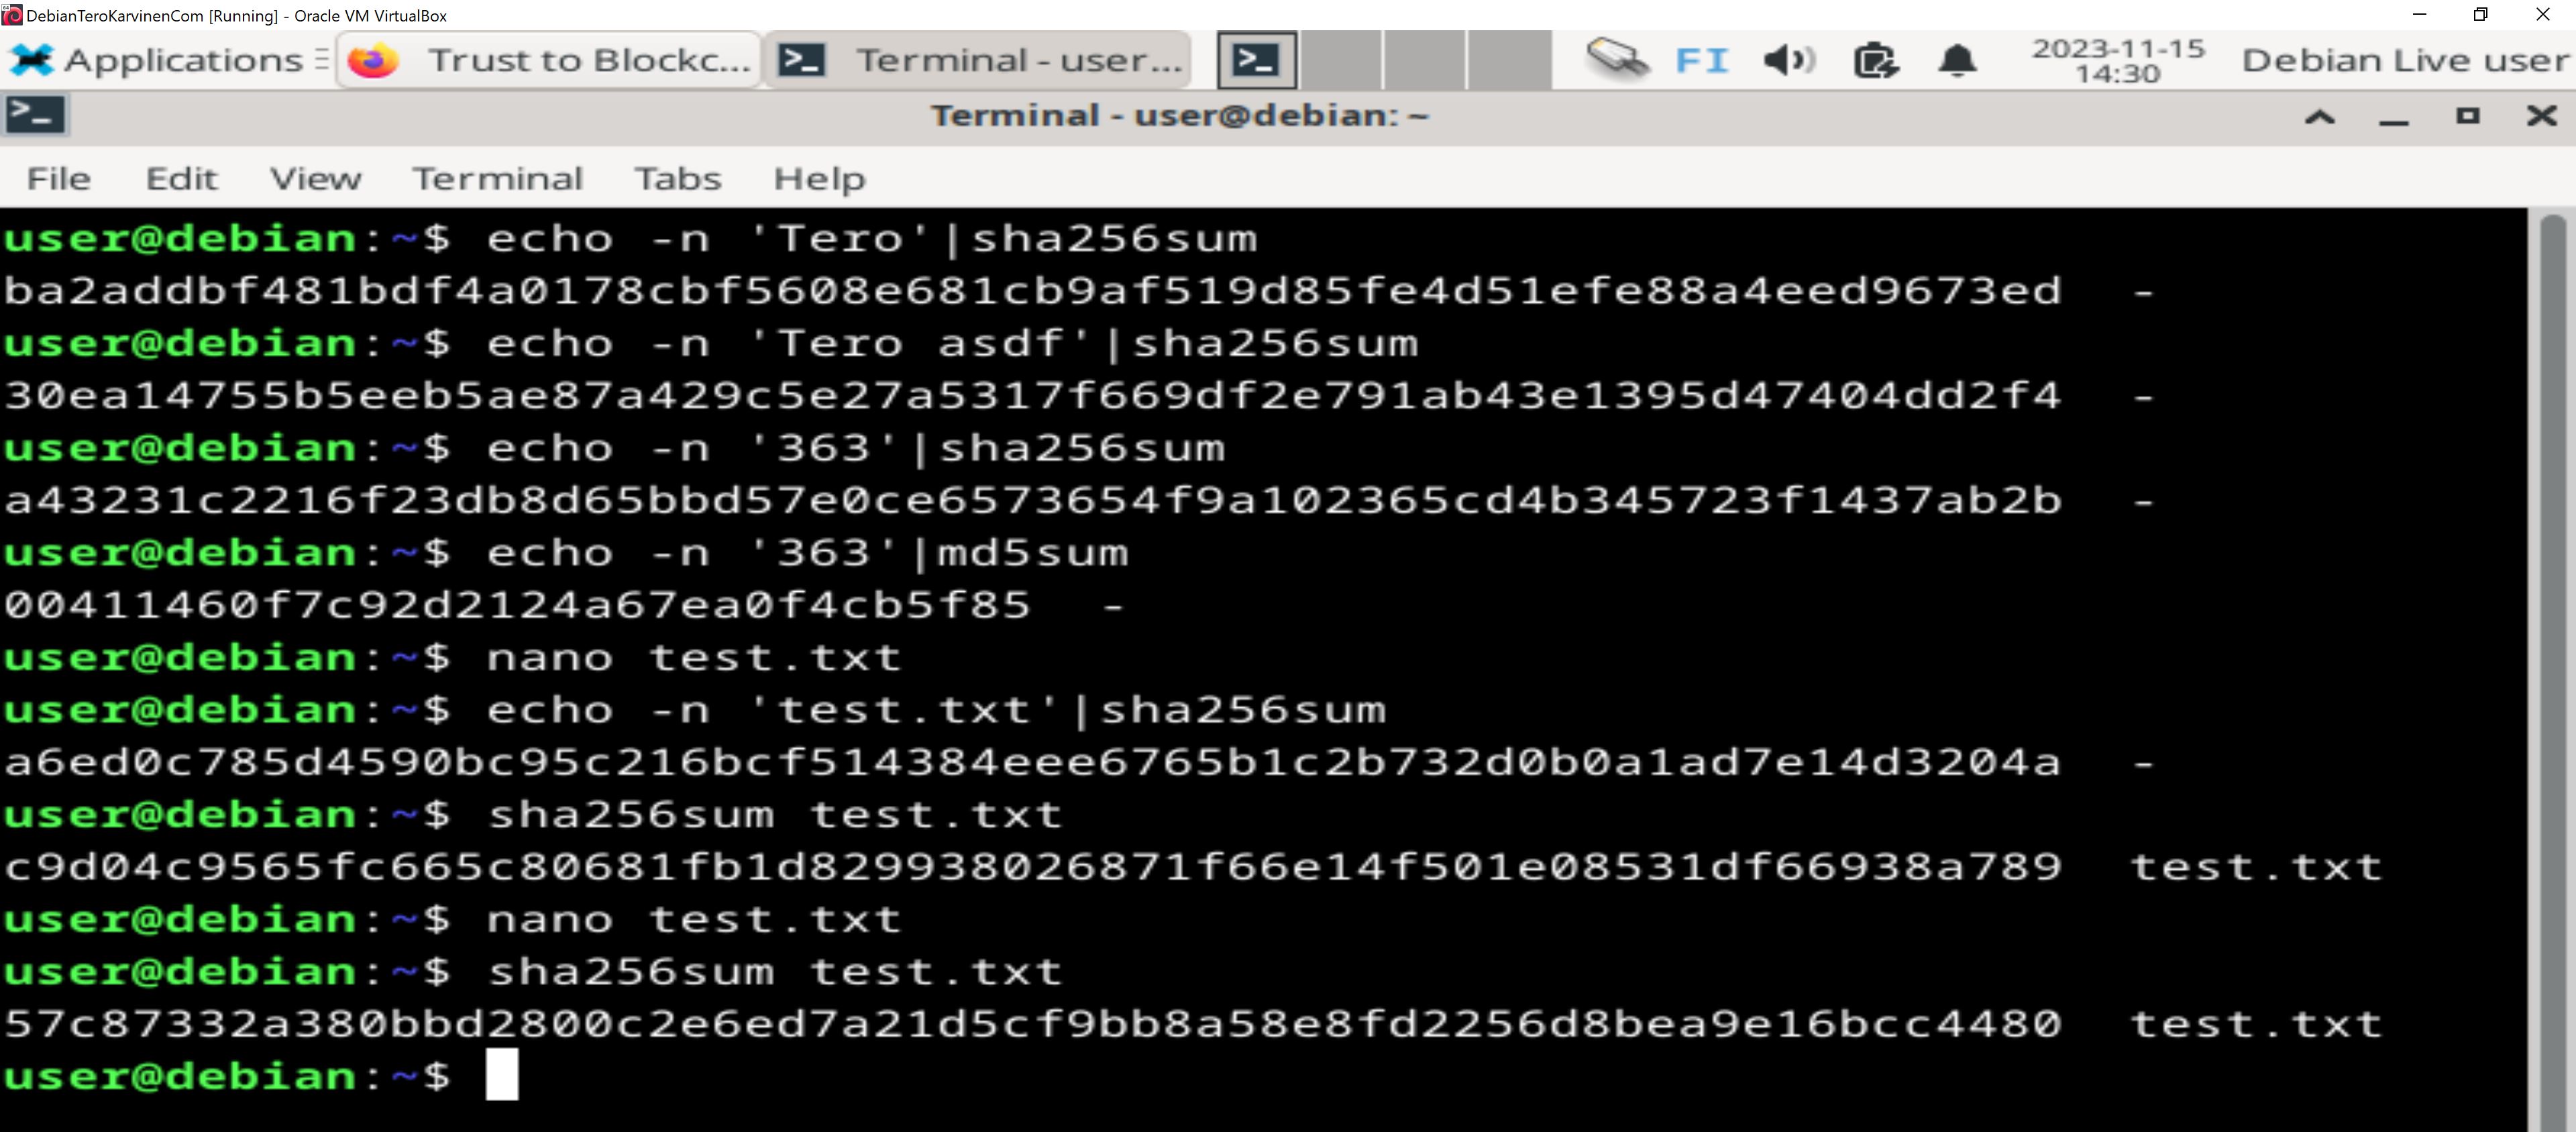 DebianTeroKarvinenCom [Running] - Oracle VM VirtualBox
Applications Trust to Blockc... Terminal - user... FI 2023-11-15 14:30 Debian Live user
Terminal - user@debian: ~
File Edit View Terminal Tabs Help
user@debian:~$ echo -n 'Tero'|sha256sum
ba2addbf481bdf4a0178cbf5608e681cb9af519d85fe4d51efe88a4eed9673ed  -
user@debian:~$ echo -n 'Tero asdf'|sha256sum
30ea14755b5eeb5ae87a429c5e27a5317f669df2e791ab43e1395d47404dd2f4  -
user@debian:~$ echo -n '363'|sha256sum
a43231c2216f23db8d65bbd57e0ce6573654f9a102365cd4b345723f1437ab2b  -
user@debian:~$ echo -n '363'|md5sum
00411460f7c92d2124a67ea0f4cb5f85  -
user@debian:~$ nano test.txt
user@debian:~$ echo -n 'test.txt'|sha256sum
a6ed0c785d4590bc95c216bcf514384eee6765b1c2b732d0b0a1ad7e14d3204a  -
user@debian:~$ sha256sum test.txt
c9d04c9565fc665c80681fb1d829938026871f66e14f501e08531df66938a789  test.txt
user@debian:~$ nano test.txt
user@debian:~$ sha256sum test.txt
57c87332a380bbd2800c2e6ed7a21d5cf9bb8a58e8fd2256d8bea9e16bcc4480  test.txt
user@debian:~$